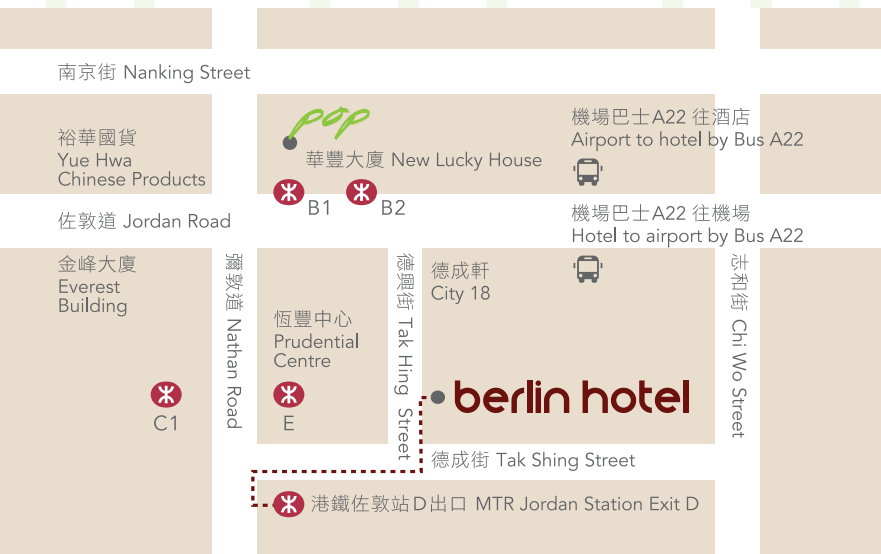 南京街 Nanking Street
裕華國貨
Yue Hwa
Chinese Products
pop
華豐大廈 New Lucky House
機場巴士A22 往酒店
Airport to hotel by Bus A22
B1
B2
佐敦道 Jordan Road
機場巴士A22 往機場
Hotel to airport by Bus A22
金峰大廈
Everest
Building
彌敦道 Nathan Road
恆豐中心
Prudential
Centre
德興街 Tak Hing Street
德成軒
City 18
志和街 Chi Wo Street
berlin hotel
C1
E
德成街 Tak Shing Street
港鐵佐敦站D出口 MTR Jordan Station Exit D